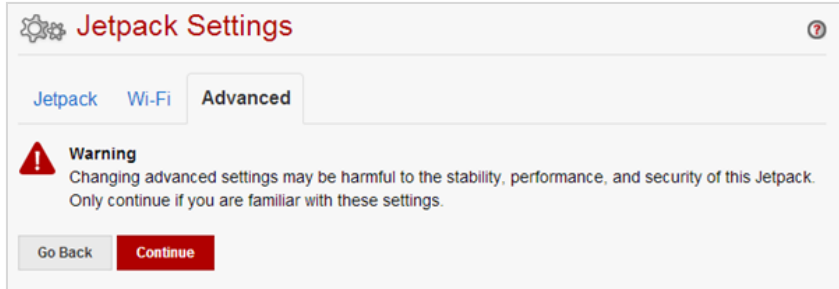 Jetpack Settings
?
Jetpack Wi-Fi Advanced
Warning
Changing advanced settings may be harmful to the stability, performance, and security of this Jetpack.
Only continue if you are familiar with these settings.
Go Back Continue